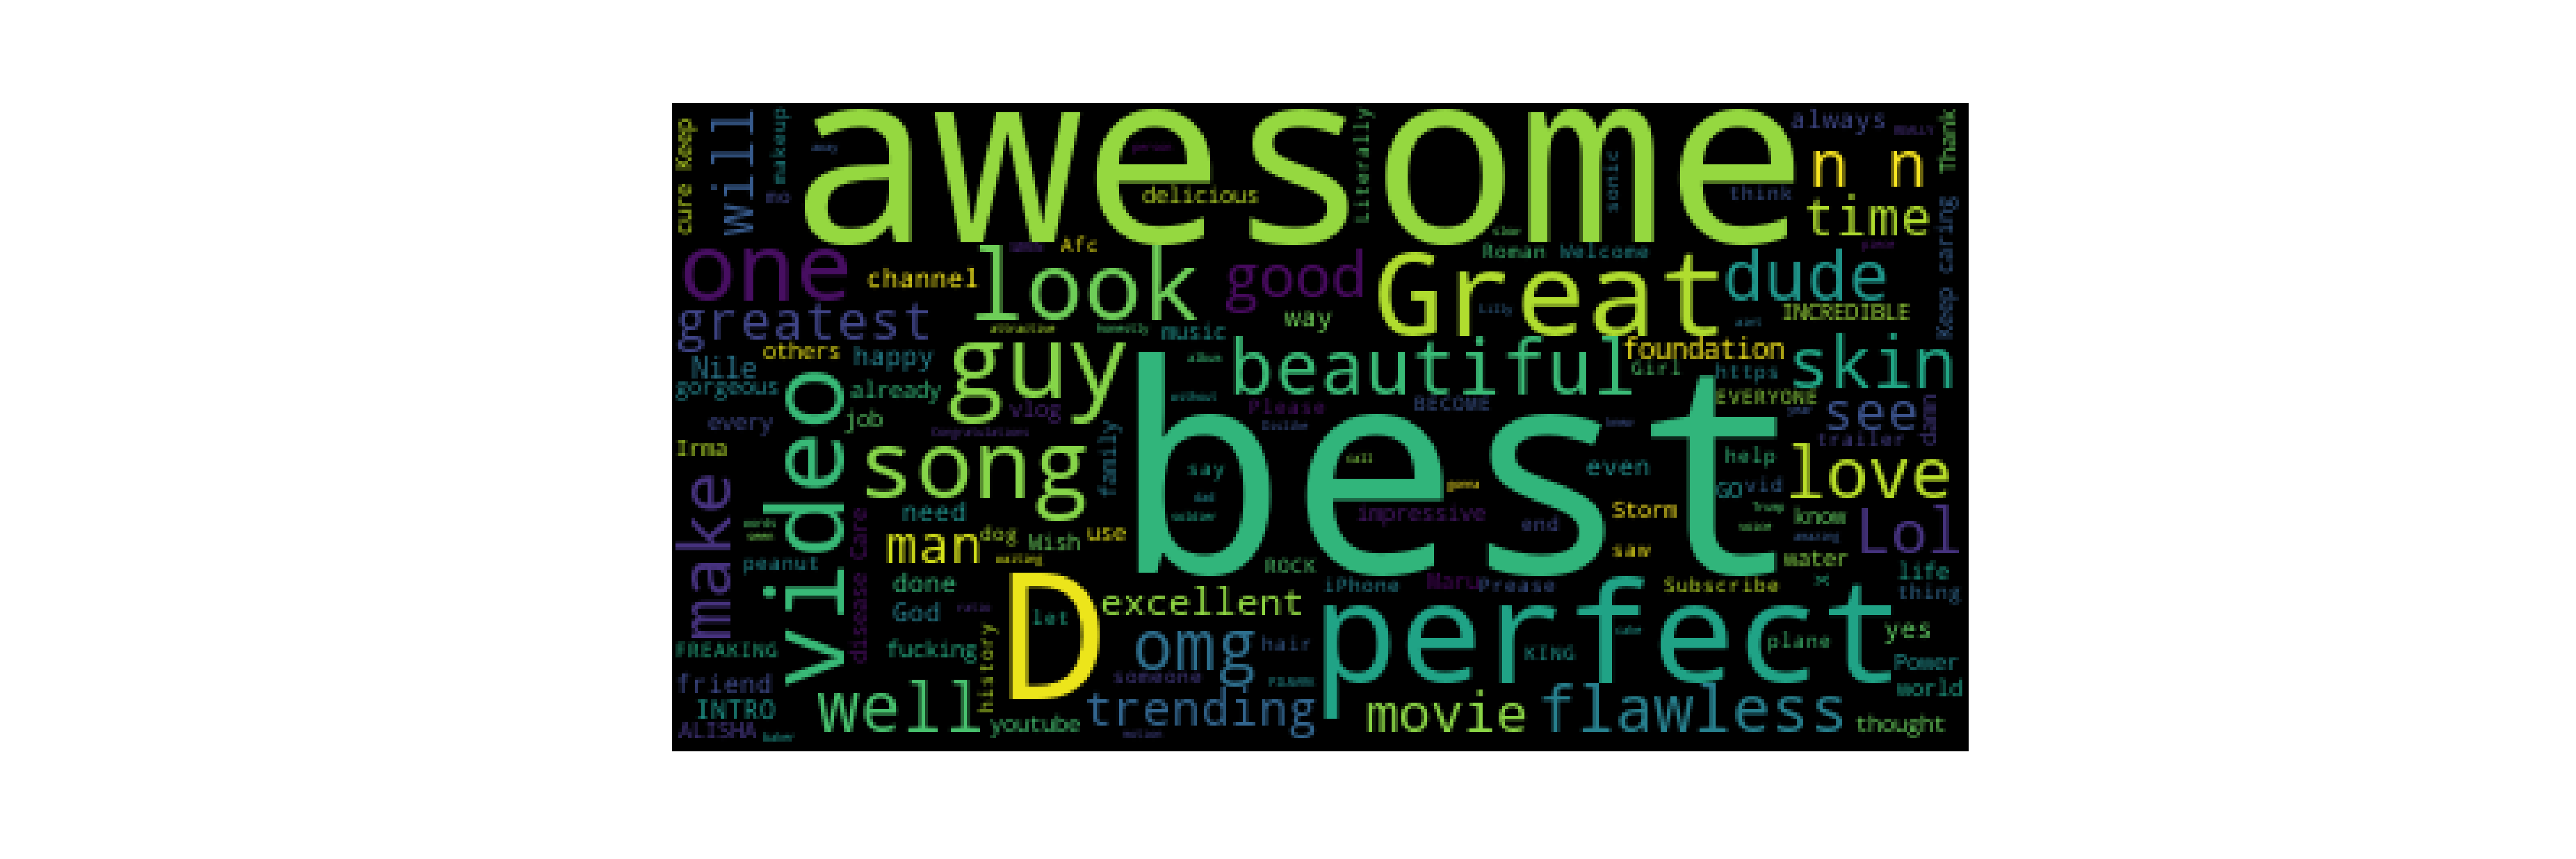 awesome
always
cure Keep
will
makeup
Literally
sonic
Thank
n n
delicious
think
mo
time
Keep caring
one
channel
Afc
look
good
Great
Roman
Welcome
dude
INCREDIBLE
greatest
music
way
others
happy
guy
beautiful
foundation
skin
Nile
gorgeous
already
Girl
https
EVERYONE
vlog
Please
BECOME
see
every
job
video
family
best
trailer
damn
Irma
song
say
even
help
love
make
GO
vid
need
impressive
end
Storm
know
Lol
disease Care
man
dog
Wish
use
saw
water
peanut
ROCK
done
iPhone
Prease
Subscribe
life
thing
God
D
let
excellent
perfect
yes
FREAKING
fucking
history
omg
hair
KING
plane
Power
friend
someone
world
INTRO
well
youtube
trending
movie
flawless
thought
ALISHA